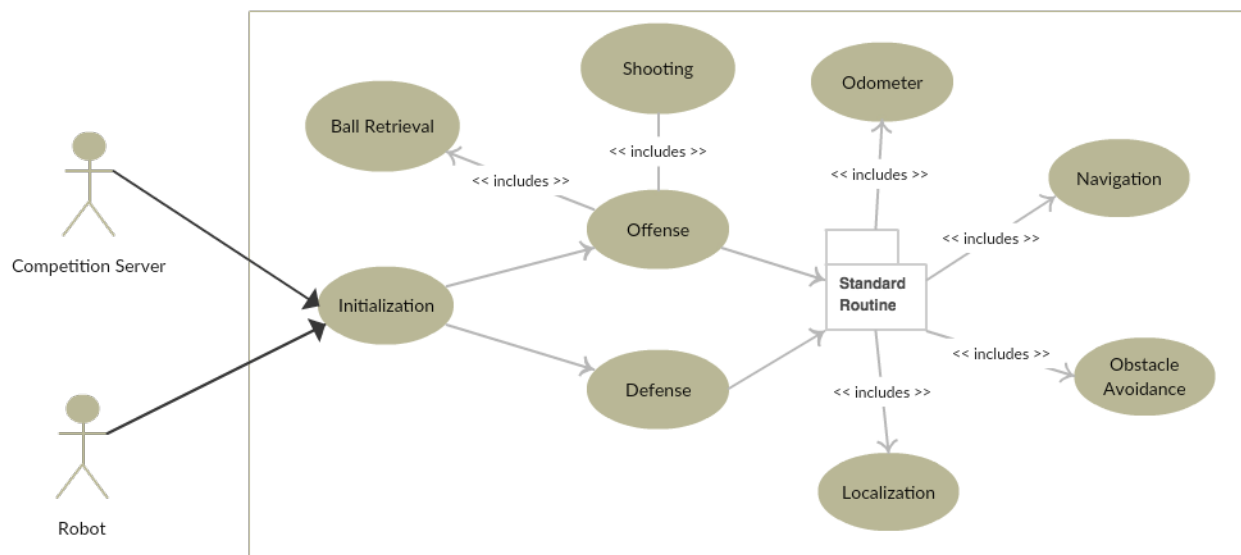 Shooting
Odometer
Ball Retrieval
<< includes >>
<< includes >>
<< includes >>
Navigation
Offense
<< includes >>
Competition Server
Initialization
Standard
Routine
<< includes >>
Obstacle
Avoidance
Defense
<< includes >>
Localization
Robot